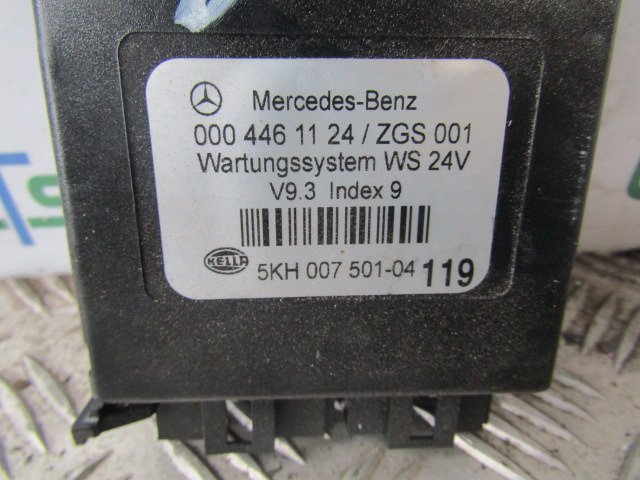 Mercedes-Benz
000 446 11 24 / ZGS 001
Wartungssystem WS 24V
V9.3 Index 9
HELLA
5KH 007 501-04 119